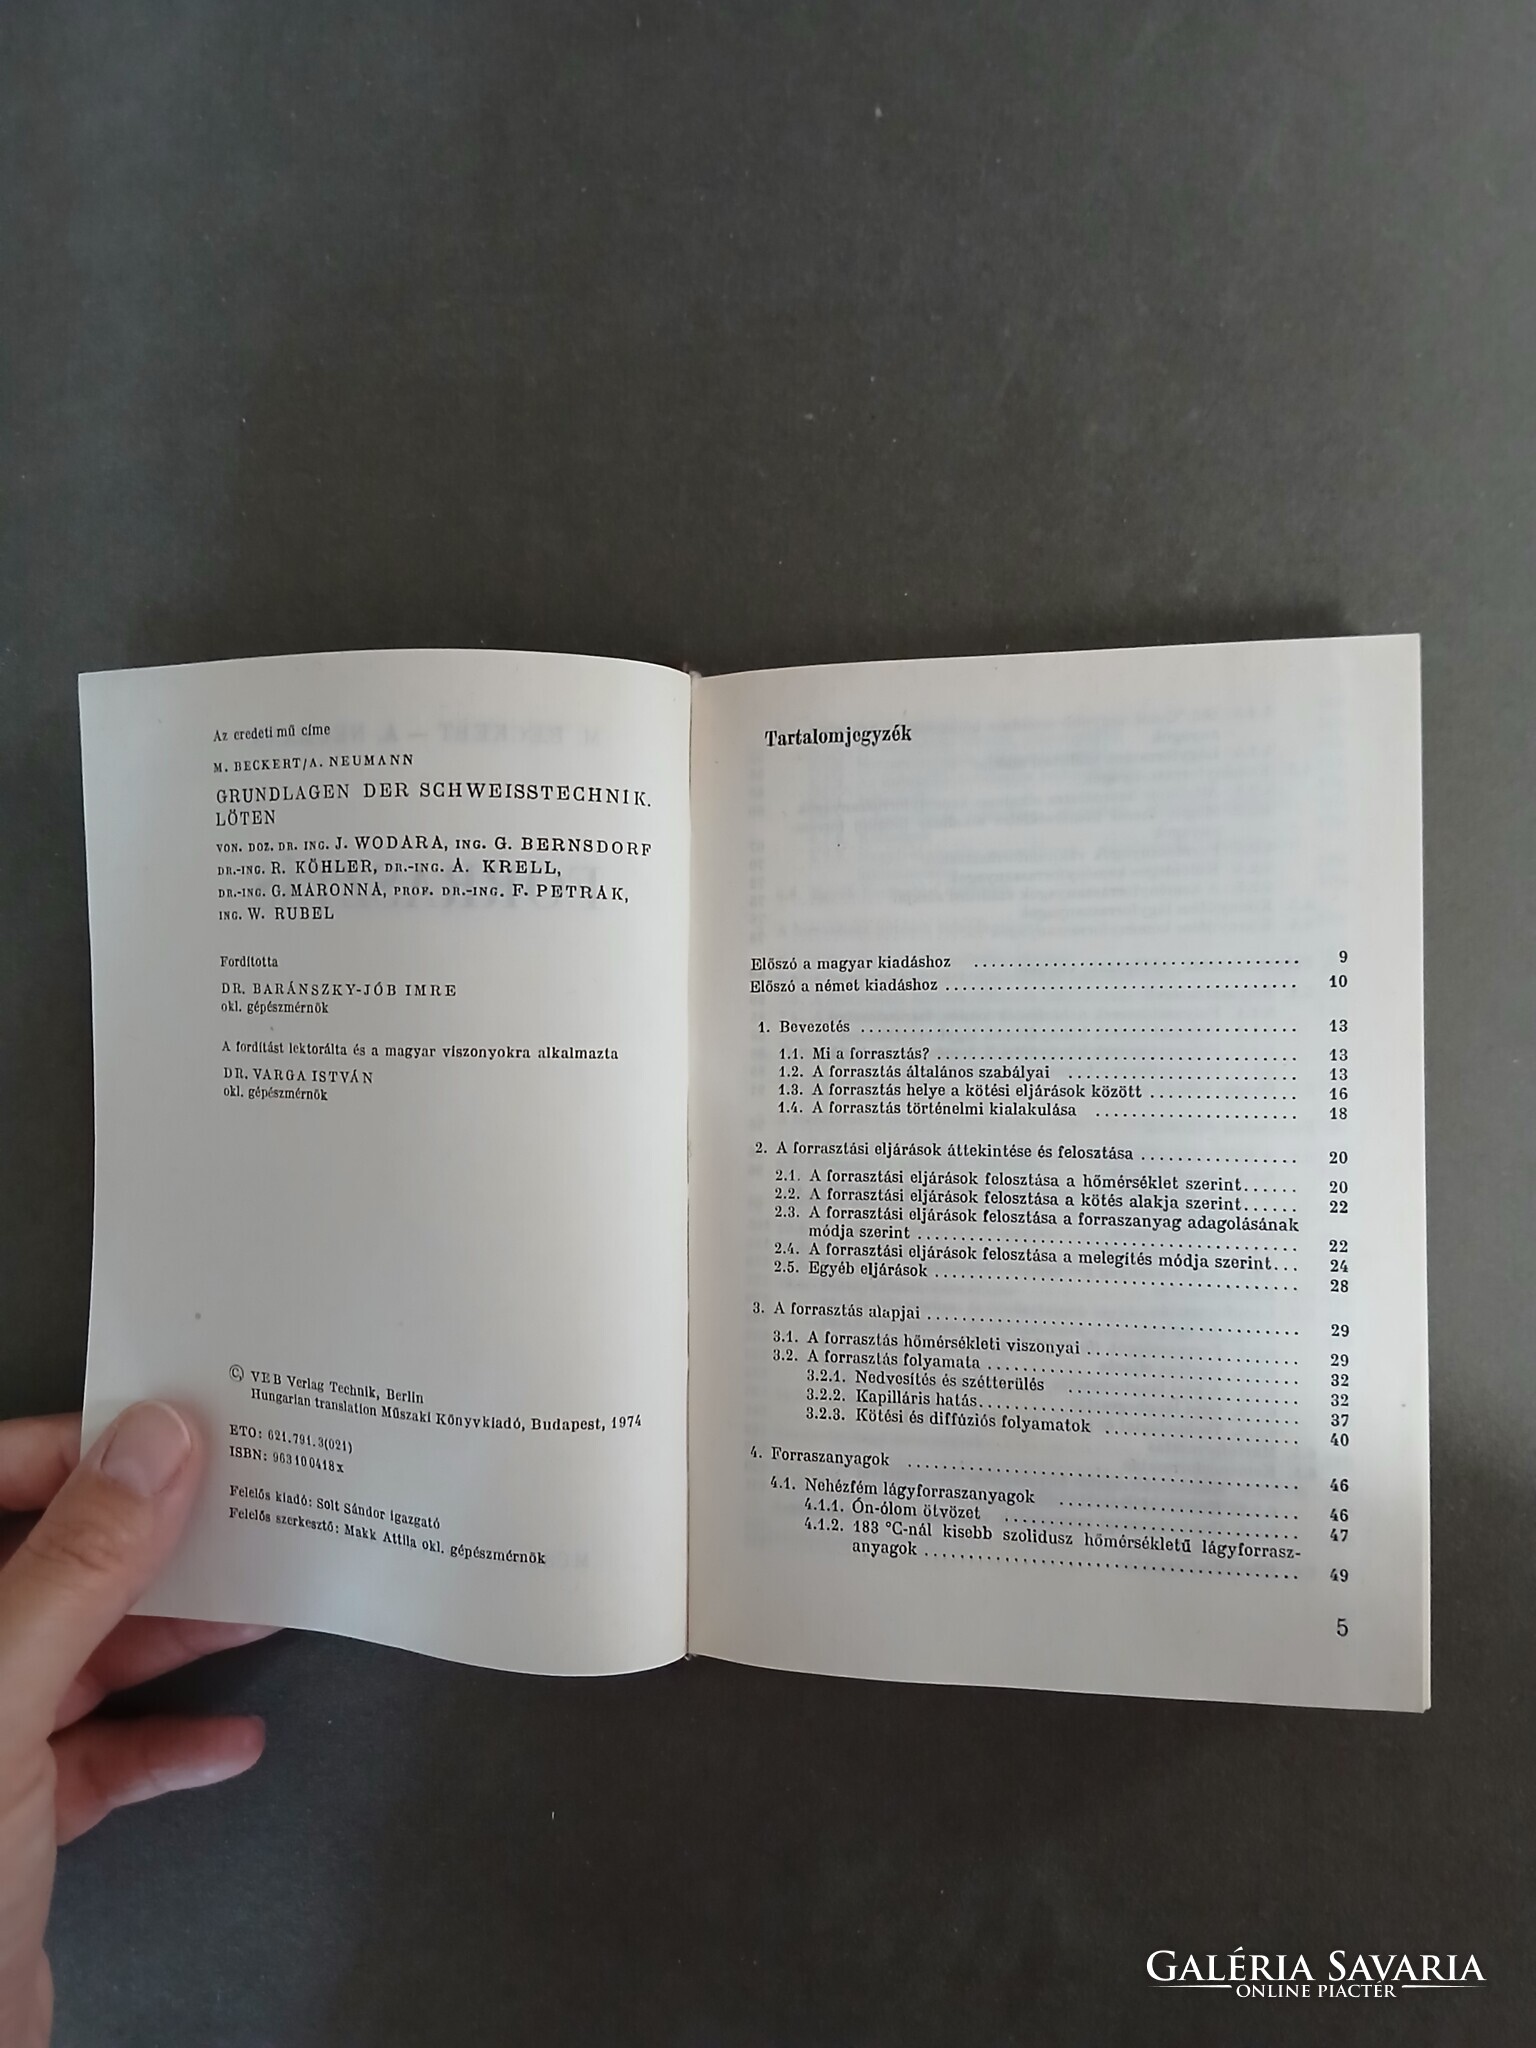 Az eredeti mű címe
M. BECKERT/A. NEUMANN
GRUNDLAGEN DER SCHWEISSTECHNIK.
LÖTEN
VON. DOZ. DR. ING. J. WODARA, ING. G. BERNSDORF
DR.-ING. R. KÖHLER, DR.-ING. A. KRELL,
DR.-ING. G. MARONNA, PROF. DR.-ING. F. PETRAK,
ING. W. RUBEL
Fordította
DR. BARÁNSZKY-JÓB IMRE
okl. gépészmérnök
A fordítást lektorálta és a magyar viszonyokra alkalmazta
DR. VARGA ISTVÁN
okl. gépészmérnök
© VEB Verlag Technik, Berlin
Hungarian translation Műszaki Könyvkiadó, Budapest, 1974
ETO: 621.791.3(021)
ISBN: 963100418x
Felelős kiadó: Solt Sándor igazgató
Felelős szerkesztő: Makk Attila okl. gépészmérnök
Tartalomjegyzék
Előszó a magyar kiadáshoz ..................................... 9
Előszó a német kiadáshoz ....................................... 10
1. Bevezetés ................................................ 13
1.1. Mi a forrasztás? ........................................ 13
1.2. A forrasztás általános szabályai .......................... 13
1.3. A forrasztás helye a kötési eljárások között ................ 16
1.4. A forrasztás történelmi kialakulása ....................... 18
2. A forrasztási eljárások áttekintése és felosztása ................. 20
2.1. A forrasztási eljárások felosztása a hőmérséklet szerint...... 20
2.2. A forrasztási eljárások felosztása a kötés alakja szerint...... 22
2.3. A forrasztási eljárások felosztása a forraszanyag adagolásának
módja szerint .......................................... 22
2.4. A forrasztási eljárások felosztása a melegítés módja szerint... 24
2.5. Egyéb eljárások ........................................ 28
3. A forrasztás alapjai ......................................... 29
3.1. A forrasztás hőmérsékleti viszonyai ....................... 29
3.2. A forrasztás folyamata .................................. 32
3.2.1. Nedvesítés és szétterülés ......................... 32
3.2.2. Kapilláris hatás.................................. 37
3.2.3. Kötési és diffúziós folyamatok ..................... 40
4. Forraszanyagok ............................................ 46
4.1. Nehézfém lágyforraszanyagok ........................... 46
4.1.1. Ón-ólom ötvözet ................................ 47
4.1.2. 183 °C-nál kisebb szolidusz hőmérsékletű lágyforrasz-
anyagok ........................................ 49
5
GALÉRIA SAVARIA
ONLINE PIACTÉR